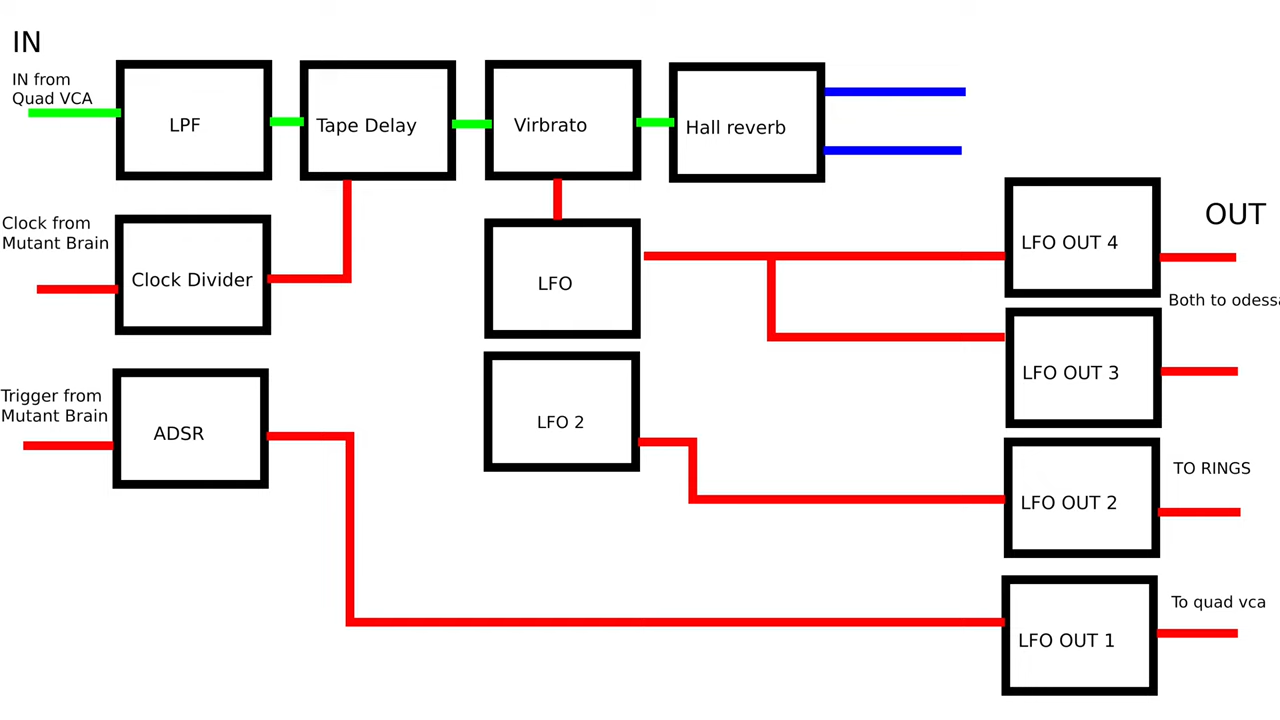 IN
IN from
Quad VCA
LPF
Tape Delay
Virbrato
Hall reverb
Clock from
Mutant Brain
Clock Divider
LFO
LFO OUT 4
OUT
Both to odessa
LFO OUT 3
Trigger from
Mutant Brain
ADSR
LFO 2
TO RINGS
LFO OUT 2
To quad vca
LFO OUT 1